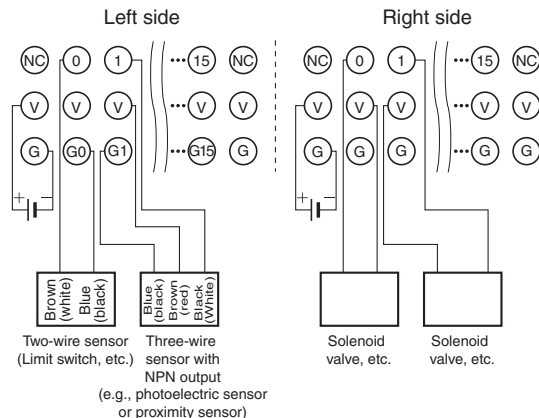 Left side
Right side
NC 0 1 ••• 15 NC
NC 0 1 ••• 15 NC
V V V ••• V V
V V V ••• V V
G G0 G1 ••• G15 G
G G G ••• G G
+ −
+ −
Brown
(white)
Blue
(black)
Blue
(black)
Brown
(red)
Black
(White)
Two-wire sensor
(Limit switch, etc.)
Three-wire
sensor with
NPN output
(e.g., photoelectric sensor
or proximity sensor)
Solenoid
valve, etc.
Solenoid
valve, etc.